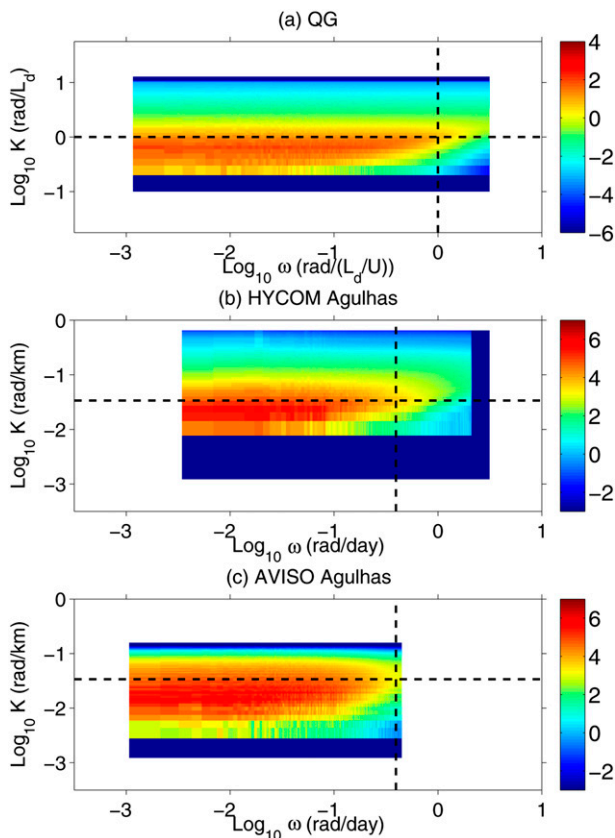 (a) QG
Log₁₀ K (rad/L_d)
1
0
−1
4
2
0
−2
−4
−6
−3 −2 −1 0 1
Log₁₀ ω (rad/(L_d/U))
(b) HYCOM Agulhas
Log₁₀ K (rad/km)
0
−1
−2
−3
6
4
2
0
−2
−3 −2 −1 0 1
Log₁₀ ω (rad/day)
(c) AVISO Agulhas
Log₁₀ K (rad/km)
0
−1
−2
−3
6
4
2
0
−2
−3 −2 −1 0 1
Log₁₀ ω (rad/day)